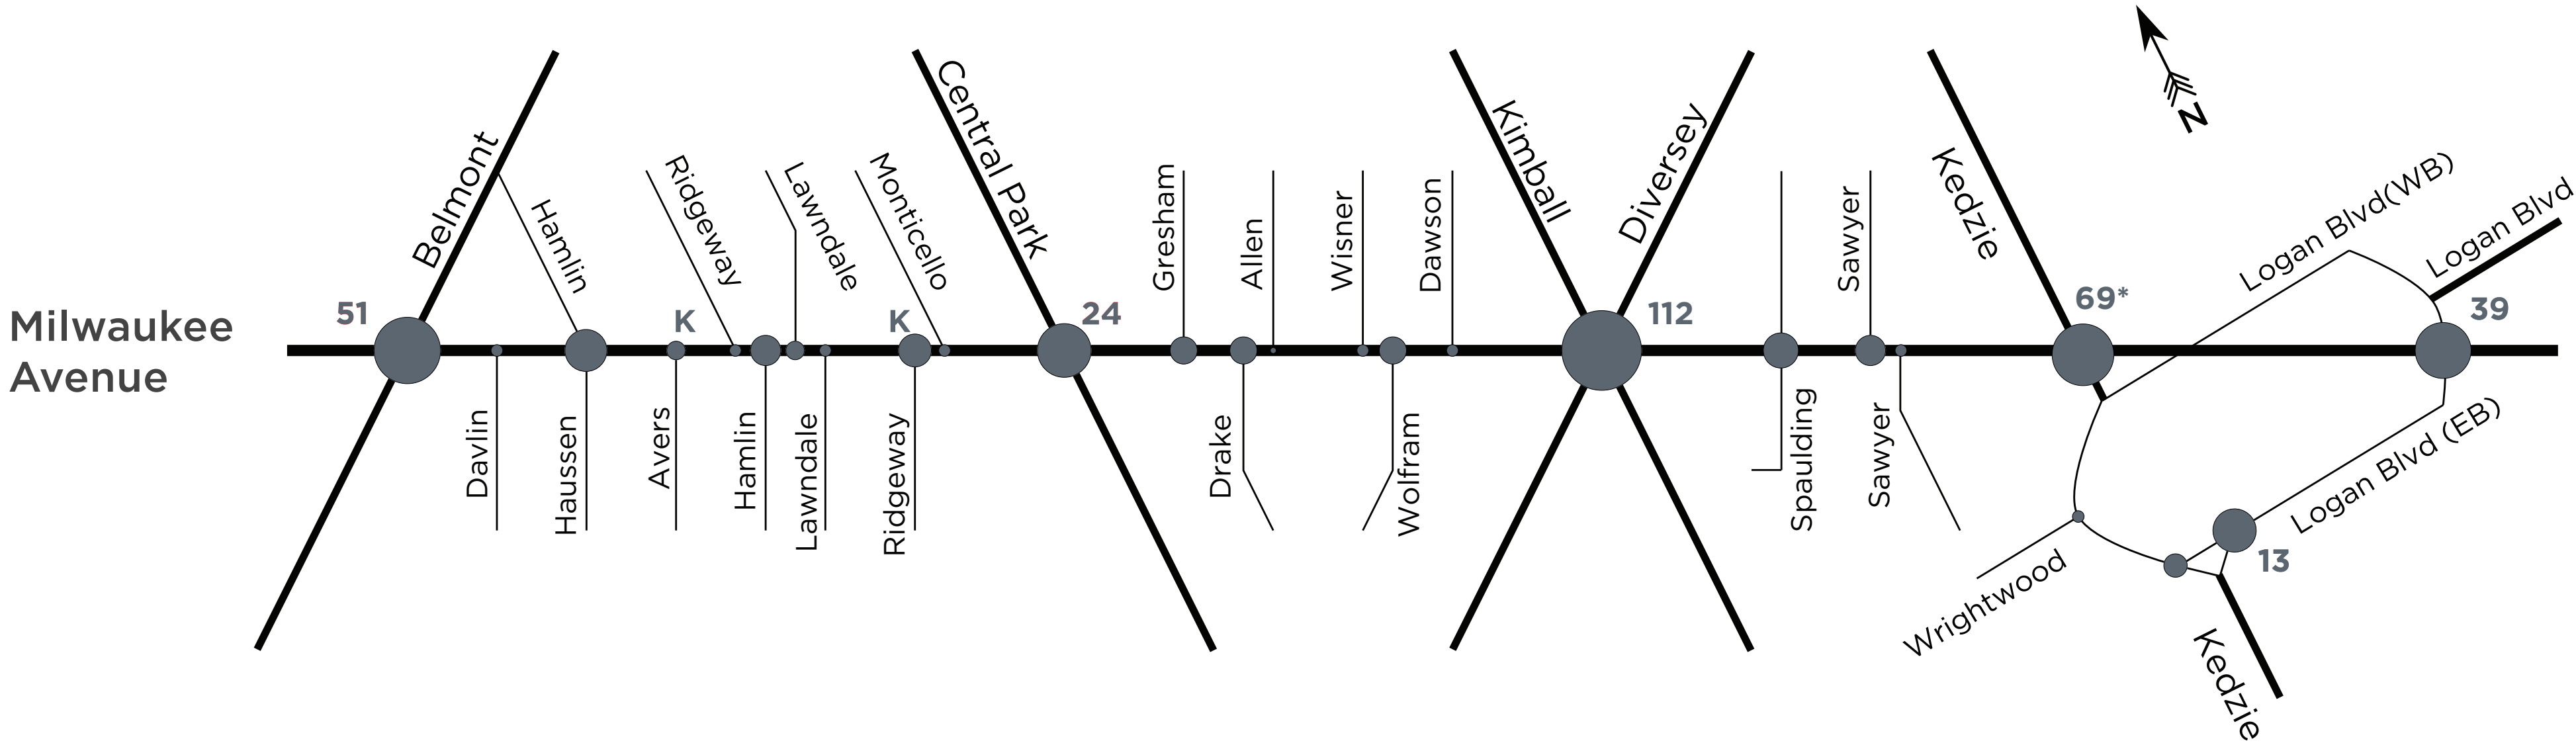 Milwaukee
Avenue
51
Belmont
Davlin
Hamlin
Haussen
K
Avers
Ridgeway
Hamlin
Lawndale
Lawndale
K
Ridgeway
Monticello
Central Park
24
Gresham
Drake
Allen
Wisner
Wolfram
Dawson
Kimball
Diversey
112
Spaulding
Sawyer
Sawyer
Kedzie
69*
N
Logan Blvd(WB)
Logan Blvd
39
Logan Blvd (EB)
13
Wrightwood
Kedzie